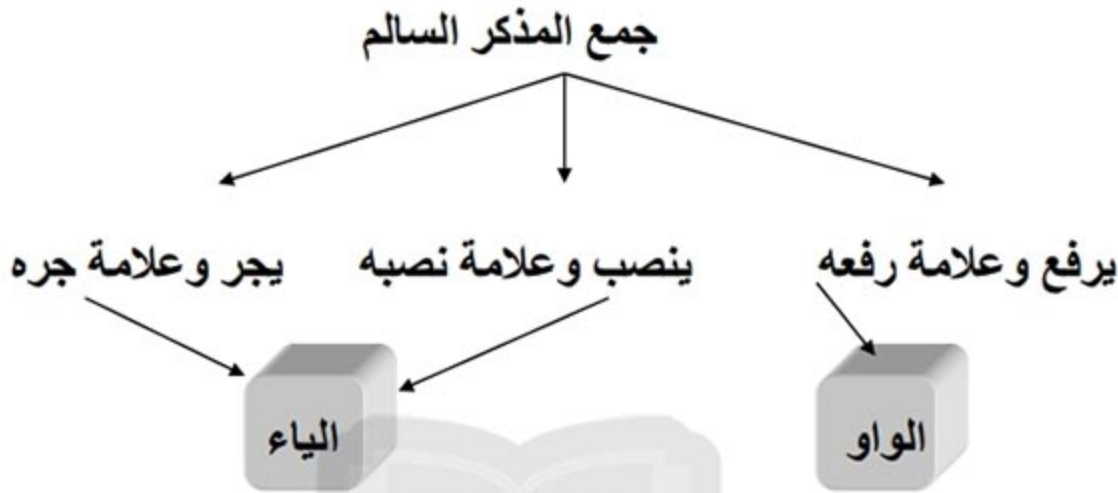 جمع المذكر السالم
يرفع وعلامة رفعه ينصب وعلامة نصبه يجر وعلامة جره
الواو الياء